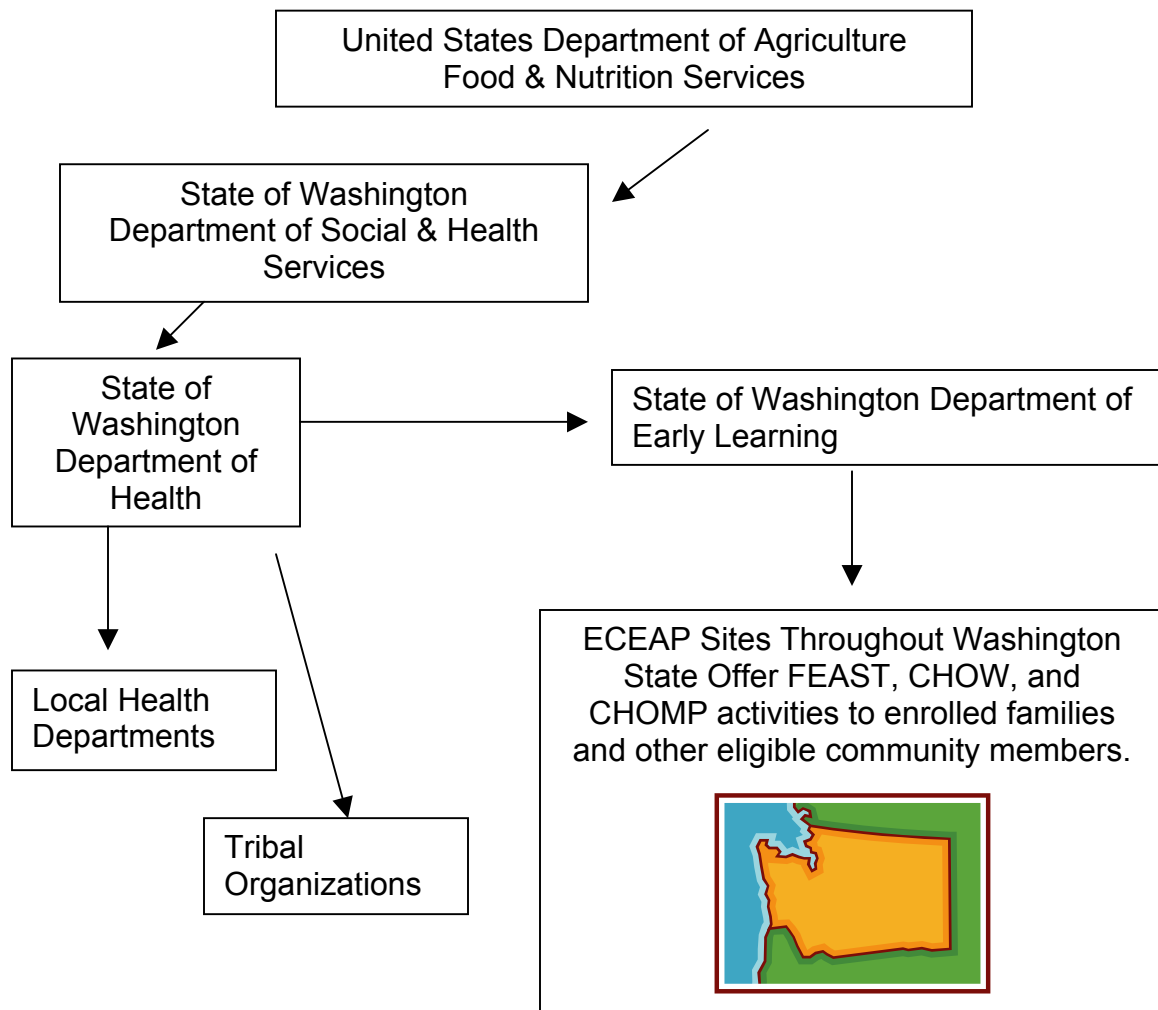 United States Department of Agriculture
Food & Nutrition Services
State of Washington
Department of Social & Health
Services
State of
Washington
Department of
Health
State of Washington Department of
Early Learning
Local Health
Departments
Tribal
Organizations
ECEAP Sites Throughout Washington
State Offer FEAST, CHOW, and
CHOMP activities to enrolled families
and other eligible community members.